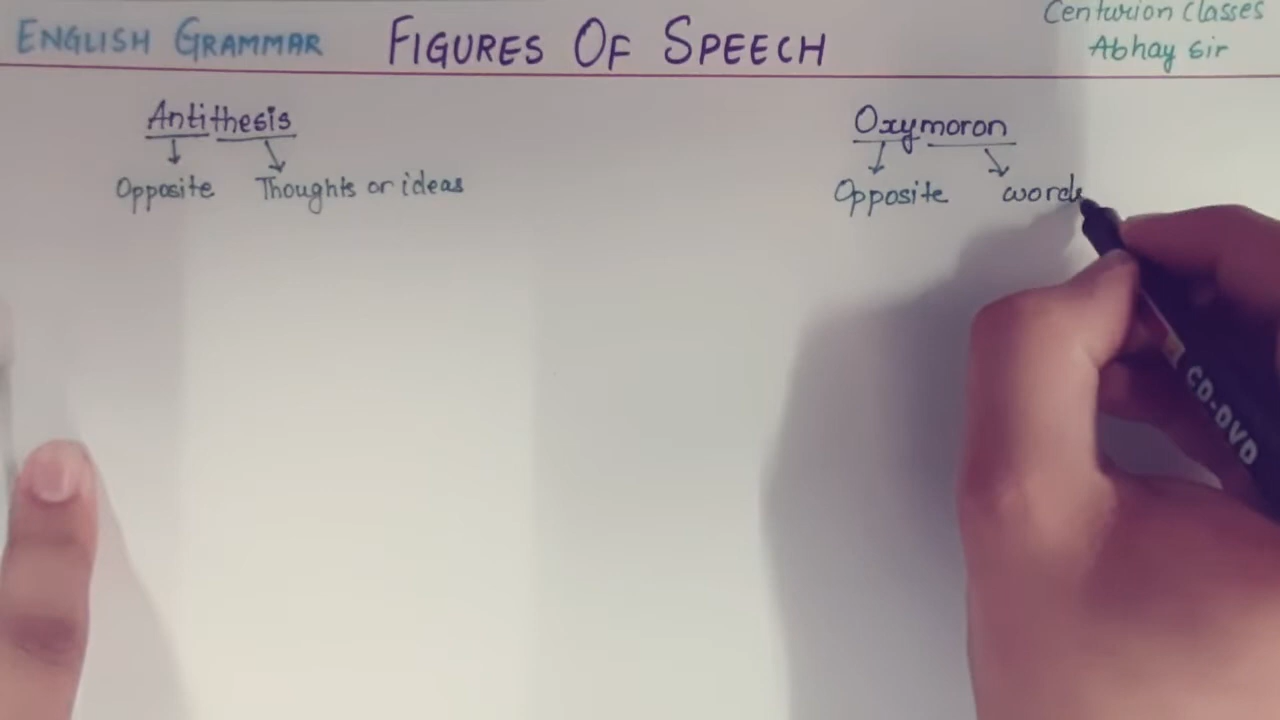 ENGLISH GRAMMAR FIGURES OF SPEECH
Centurion Classes
Abhay Sir
Antithesis
Opposite Thoughts or ideas
Oxymoron
Opposite words
CD-DVD